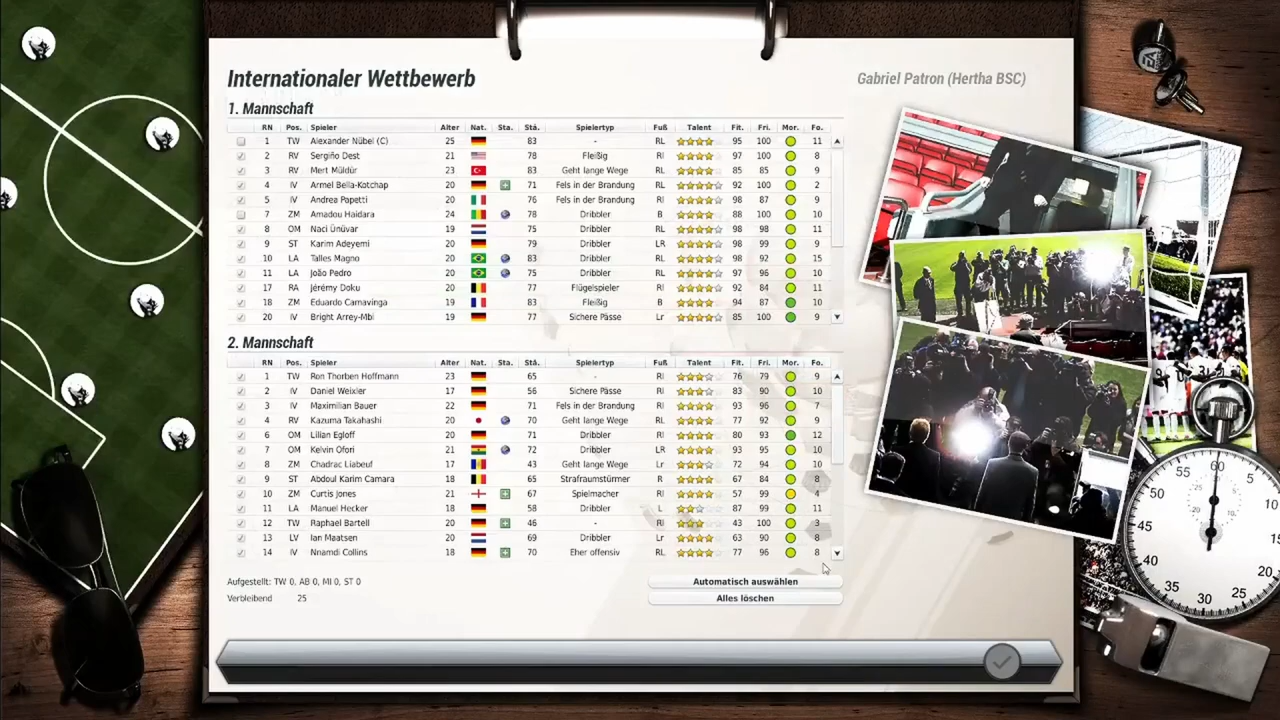 Internationaler Wettbewerb
Gabriel Patron (Hertha BSC)
1. Mannschaft
RN Pos. Spieler Alter Nat. Sta. Stä. Spielertyp Fuß Talent Fit. Fri. Mor. Fo.
1 TW Alexander Nübel (C) 25 83 - RL 95 100 11
2 RV Sergiño Dest 21 78 Fleißig Rl 97 100 8
3 RV Mert Müldür 23 83 Geht lange Wege RL 85 85 9
4 IV Armel Bella-Kotchap 20 71 Fels in der Brandung RL 92 100 2
5 IV Andrea Papetti 20 76 Fels in der Brandung Rl 98 87 9
7 ZM Amadou Haidara 24 78 Dribbler B 88 100 10
8 OM Naci Ünüvar 19 75 Dribbler RL 98 98 11
9 ST Karim Adeyemi 20 79 Dribbler LR 98 99 9
10 LA Talles Magno 20 83 Dribbler RL 98 92 15
11 LA João Pedro 20 75 Dribbler RL 97 96 10
17 RA Jérémy Doku 20 77 Flügelspieler RL 92 84 11
18 ZM Eduardo Camavinga 19 83 Fleißig B 94 87 10
20 IV Bright Arrey-Mbi 19 77 Sichere Pässe Lr 85 100 9
2. Mannschaft
RN Pos. Spieler Alter Nat. Sta. Stä. Spielertyp Fuß Talent Fit. Fri. Mor. Fo.
1 TW Ron Thorben Hoffmann 23 65 - Rl 76 79 9
2 IV Daniel Weixler 17 56 Sichere Pässe Rl 83 90 10
3 IV Maximilian Bauer 22 71 Fels in der Brandung Rl 93 96 7
4 RV Kazuma Takahashi 20 70 Geht lange Wege RL 77 92 9
6 OM Lilian Egloff 20 71 Dribbler Rl 80 93 12
7 OM Kelvin Ofori 21 72 Dribbler LR 93 95 10
8 ZM Chadrac Liabeuf 17 43 Geht lange Wege Lr 72 94 10
9 ST Abdoul Karim Camara 18 65 Strafraumstürmer R 67 84 8
10 ZM Curtis Jones 21 67 Spielmacher Rl 57 99 4
11 LA Manuel Hecker 18 58 Dribbler L 87 99 11
12 TW Raphael Bartell 20 46 - Rl 43 100 3
13 LV Ian Maatsen 20 69 Dribbler Lr 63 90 8
14 IV Nnamdi Collins 18 70 Eher offensiv RL 77 96 8
Aufgestellt: TW 0, AB 0, MI 0, ST 0
Automatisch auswählen
Verbleibend 25
Alles löschen
60
55
50
45
40
35
30
25
20
15